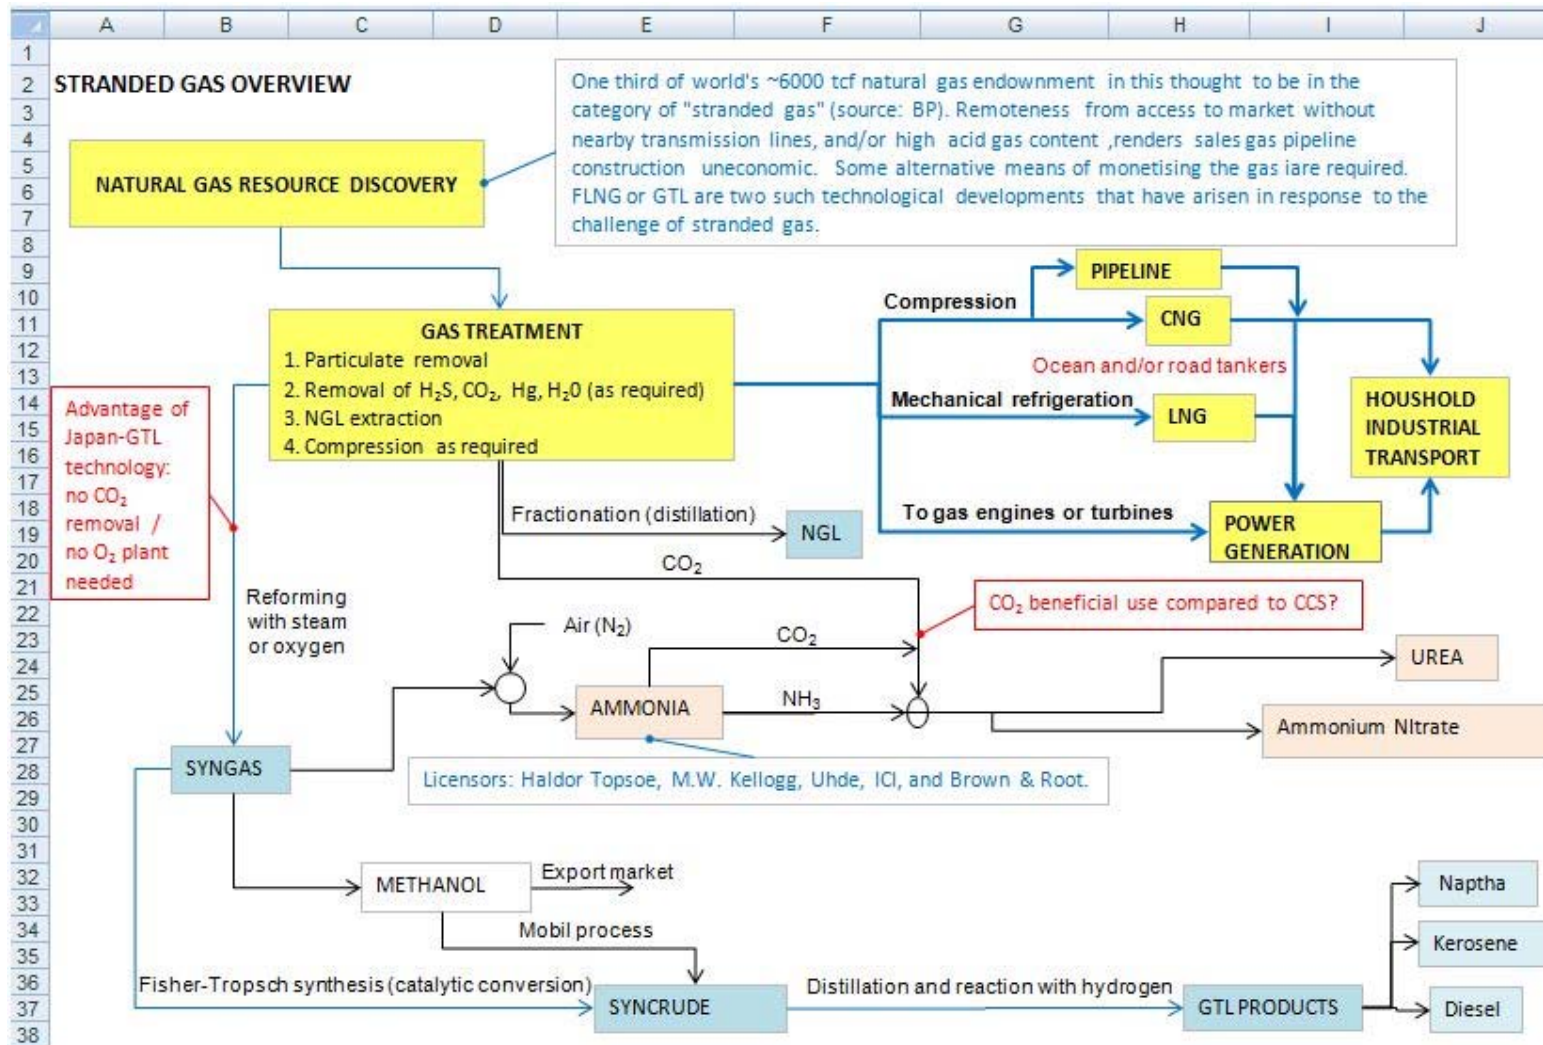 A B C D E F G H I J
1
2
3
4
5
6
7
8
9
10
11
12
13
14
15
16
17
18
19
20
21
22
23
24
25
26
27
28
29
30
31
32
33
34
35
36
37
38
STRANDED GAS OVERVIEW
One third of world's ~6000 tcf natural gas endownment in this thought to be in the
category of "stranded gas" (source: BP). Remoteness from access to market without
nearby transmission lines, and/or high acid gas content ,renders sales gas pipeline
construction uneconomic. Some alternative means of monetising the gas iare required.
FLNG or GTL are two such technological developments that have arisen in response to the
challenge of stranded gas.
NATURAL GAS RESOURCE DISCOVERY
GAS TREATMENT
1. Particulate removal
2. Removal of H₂S, CO₂, Hg, H₂0 (as required)
3. NGL extraction
4. Compression as required
Compression
PIPELINE
CNG
Ocean and/or road tankers
Mechanical refrigeration
LNG
HOUSHOLD
INDUSTRIAL
TRANSPORT
To gas engines or turbines
POWER
GENERATION
Advantage of
Japan-GTL
technology:
no CO₂
removal /
no O₂ plant
needed
Fractionation (distillation)
NGL
CO₂
CO₂ beneficial use compared to CCS?
Reforming
with steam
or oxygen
Air (N₂)
CO₂
UREA
AMMONIA
NH₃
Ammonium NItrate
SYNGAS
Licensors: Haldor Topsoe, M.W. Kellogg, Uhde, ICI, and Brown & Root.
METHANOL
Export market
Mobil process
Naptha
Kerosene
Fisher-Tropsch synthesis (catalytic conversion)
SYNCRUDE
Distillation and reaction with hydrogen
GTL PRODUCTS
Diesel